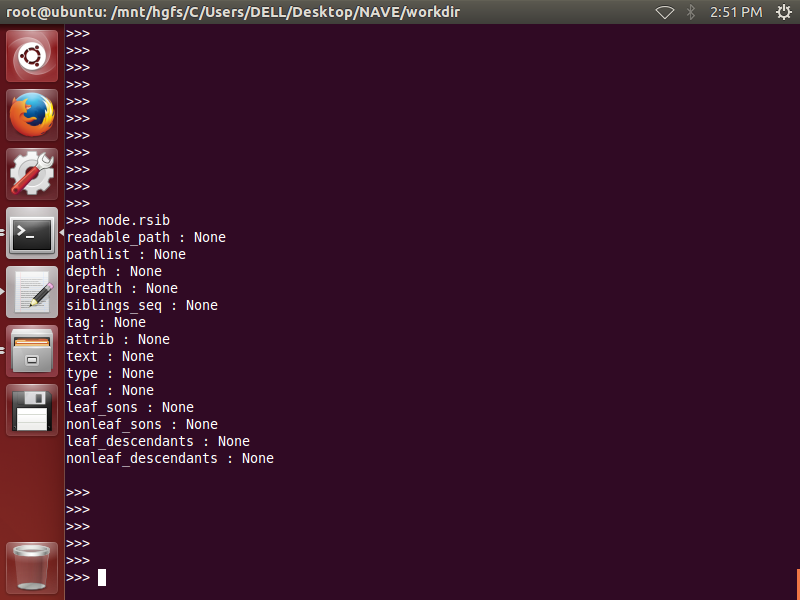 root@ubuntu: /mnt/hgfs/C/Users/DELL/Desktop/NAVE/workdir 2:51 PM
>>>
>>>
>>>
>>>
>>>
>>>
>>>
>>>
>>>
>>>
>>>
>>> node.rsib
readable_path : None
pathlist : None
depth : None
breadth : None
siblings_seq : None
tag : None
attrib : None
text : None
type : None
leaf : None
leaf_sons : None
nonleaf_sons : None
leaf_descendants : None
nonleaf_descendants : None
>>>
>>>
>>>
>>>
>>>
>>>